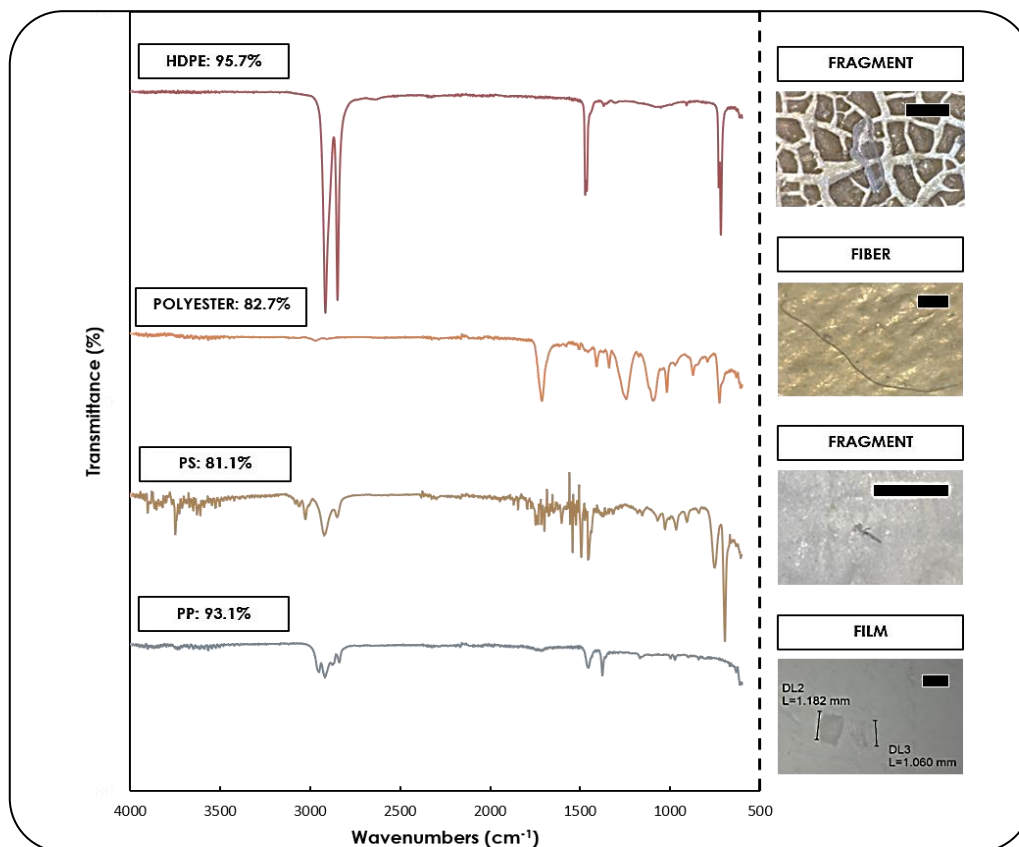 HDPE: 95.7%
POLYESTER: 82.7%
PS: 81.1%
PP: 93.1%
Transmittance (%)
4000 3500 3000 2500 2000 1500 1000 500
Wavenumbers (cm⁻¹)
FRAGMENT
FIBER
FRAGMENT
FILM
DL2
L=1.182 mm
DL3
L=1.060 mm